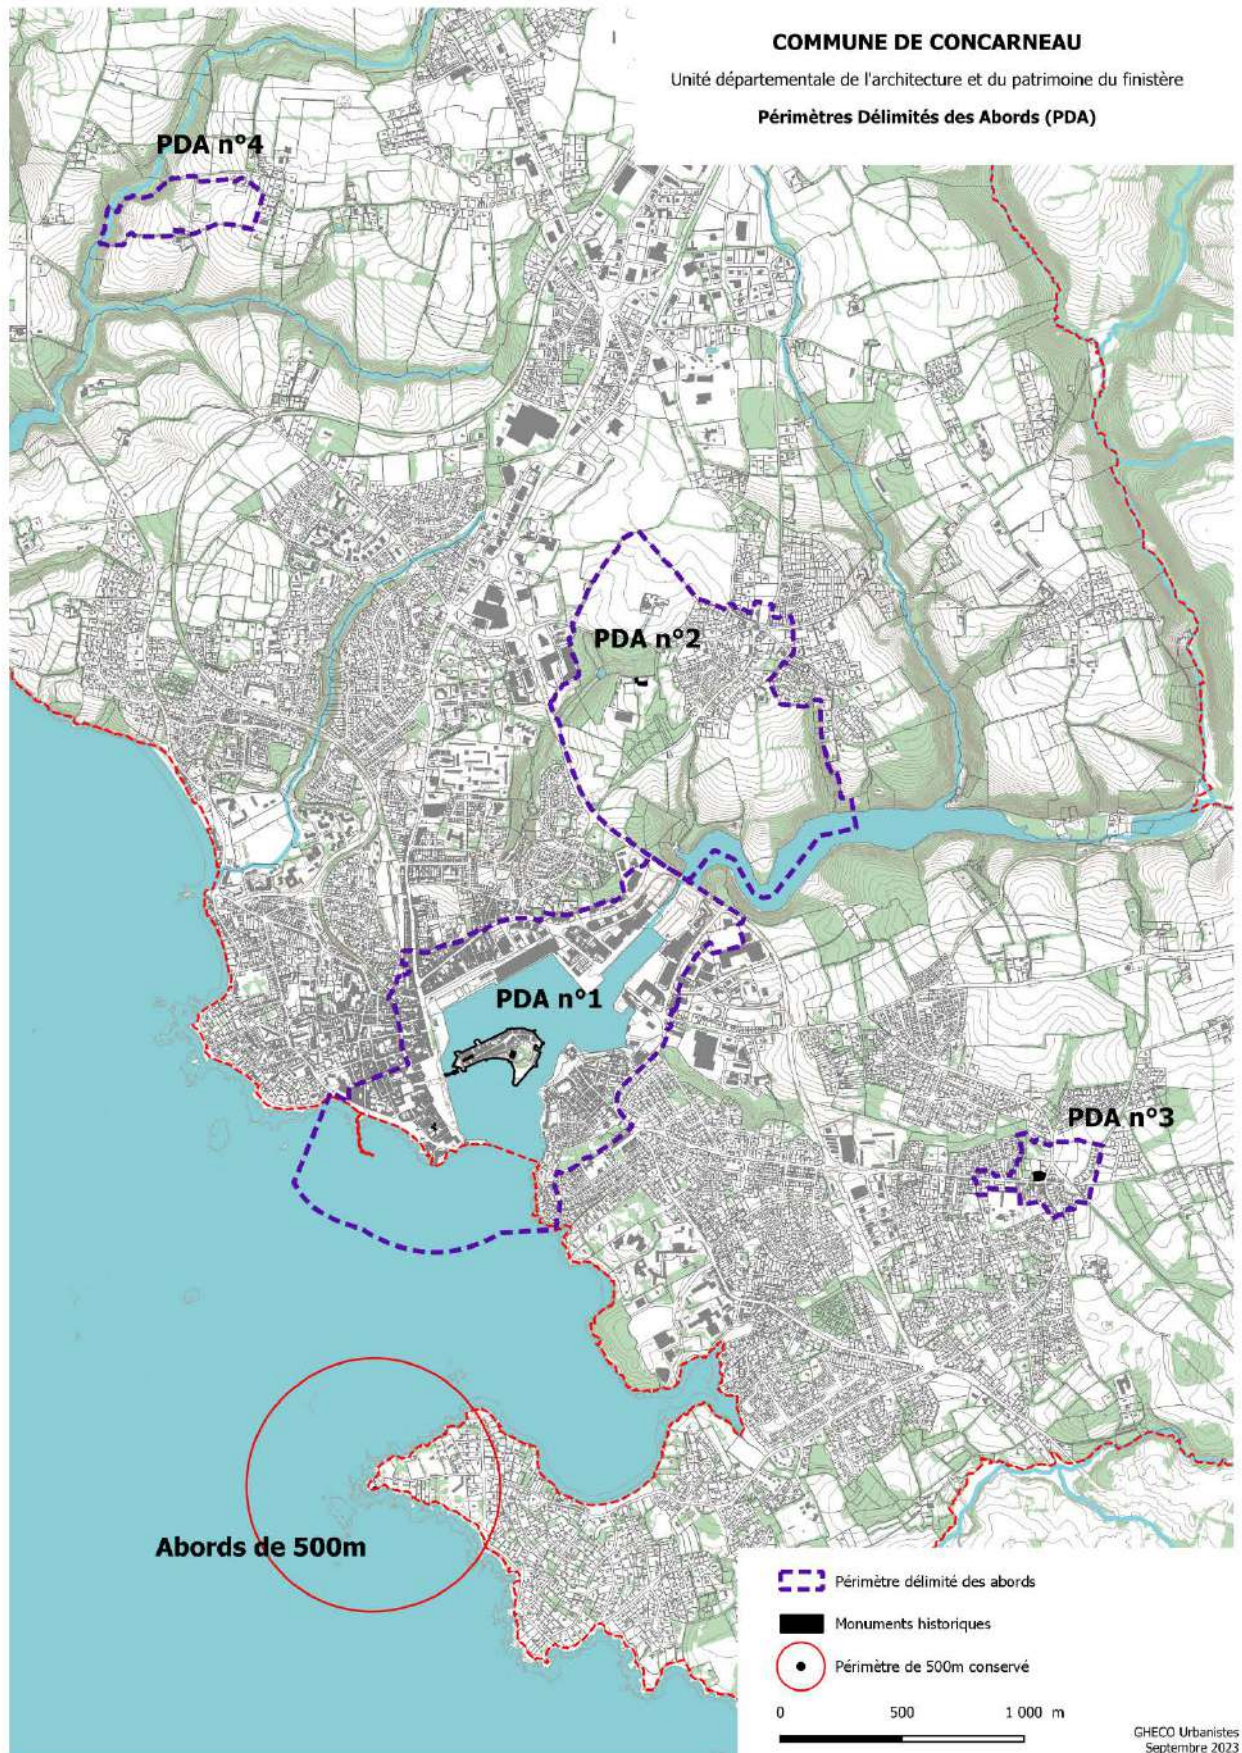 COMMUNE DE CONCARNEAU
Unité départementale de l'architecture et du patrimoine du finistère
Périmètres Délimités des Abords (PDA)
PDA n°4
PDA n°2
PDA n°1
PDA n°3
Abords de 500m
Périmètre délimité des abords
Monuments historiques
Périmètre de 500m conservé
0 500 1 000 m
GHECO Urbanistes
Septembre 2023